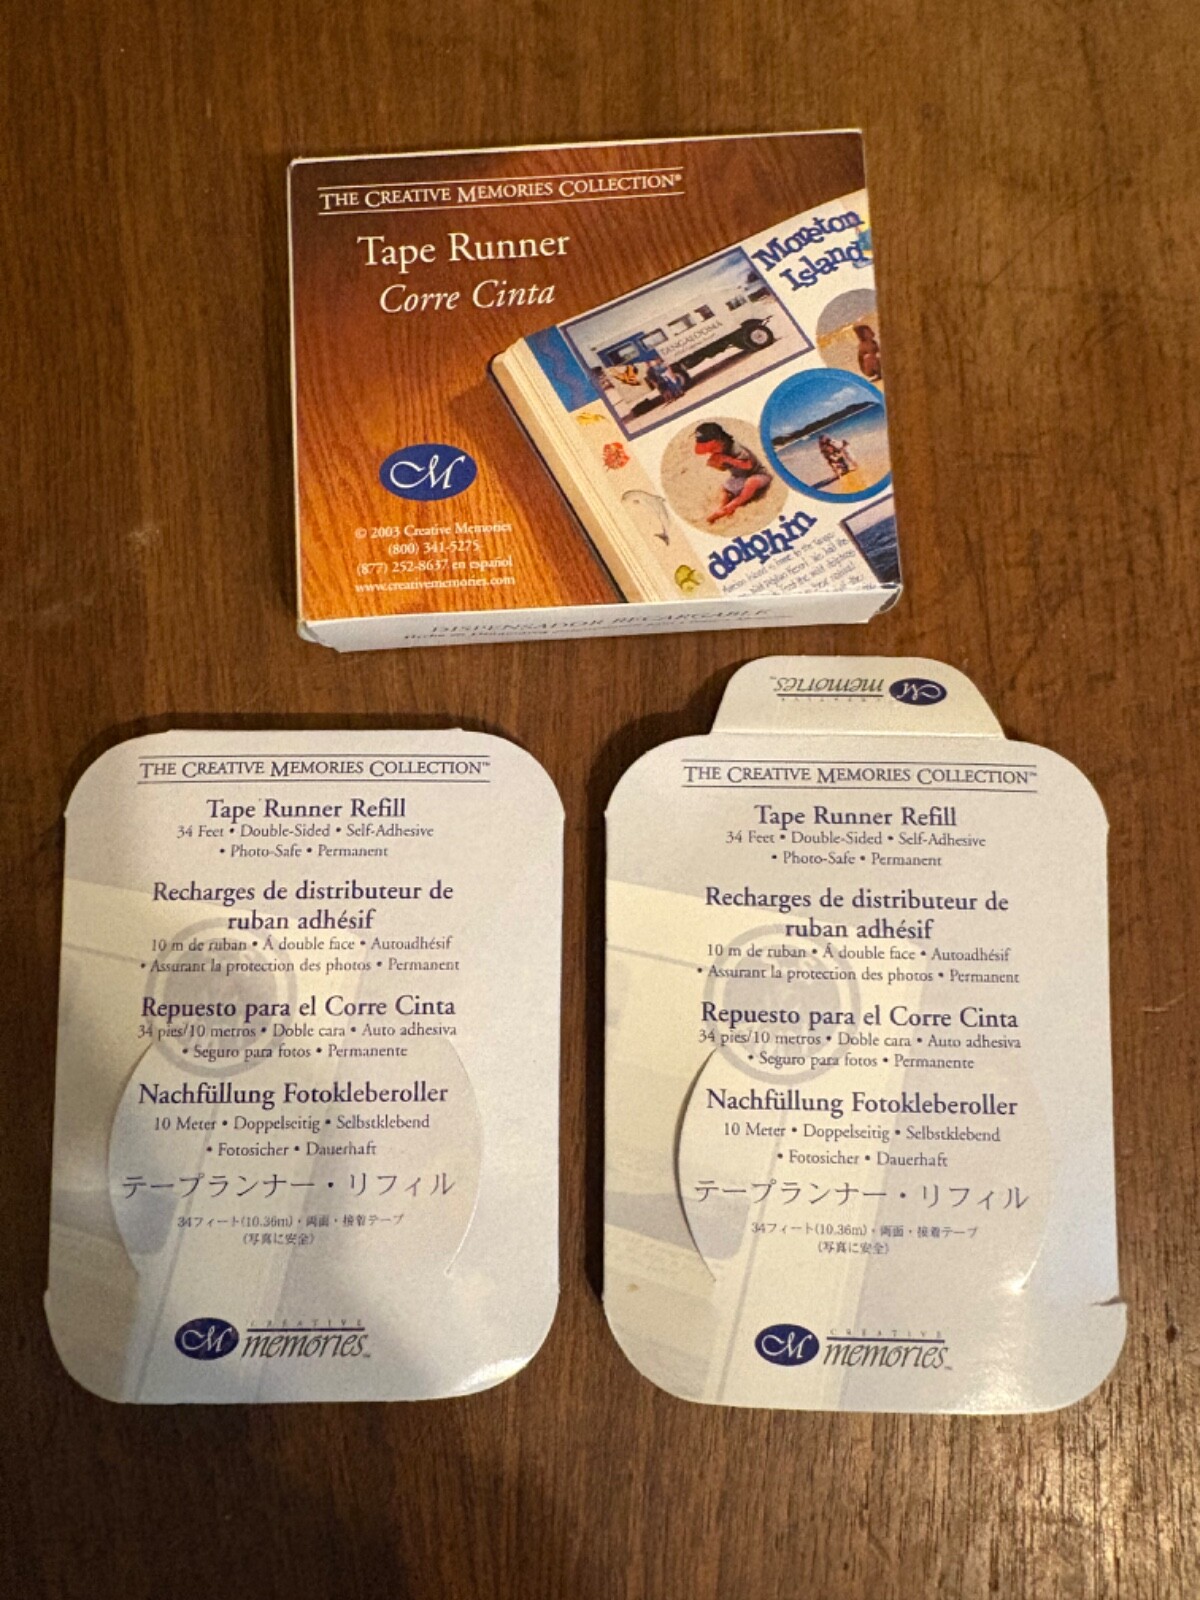 THE CREATIVE MEMORIES COLLECTION®
Tape Runner
Corre Cinta
Moreton
Island
TANGALOOMA
dolphin
M
© 2003 Creative Memories
(800) 341-5275
(877) 252-8637 en español
www.creativememories.com
DISPENSADOR RECARGABLE
M CREATIVE
memories™
THE CREATIVE MEMORIES COLLECTION™
Tape Runner Refill
34 Feet • Double-Sided • Self-Adhesive
• Photo-Safe • Permanent
Recharges de distributeur de
ruban adhésif
10 m de ruban • Á double face • Autoadhésif
• Assurant la protection des photos • Permanent
Repuesto para el Corre Cinta
34 pies/10 metros • Doble cara • Auto adhesiva
• Seguro para fotos • Permanente
Nachfüllung Fotokleberoller
10 Meter • Doppelseitig • Selbstklebend
• Fotosicher • Dauerhaft
テープランナー・リフィル
34フィート(10.36m)・両面・接着テープ
(写真に安全)
M CREATIVE
memories™
THE CREATIVE MEMORIES COLLECTION™
Tape Runner Refill
34 Feet • Double-Sided • Self-Adhesive
• Photo-Safe • Permanent
Recharges de distributeur de
ruban adhésif
10 m de ruban • Á double face • Autoadhésif
• Assurant la protection des photos • Permanent
Repuesto para el Corre Cinta
34 pies/10 metros • Doble cara • Auto adhesiva
• Seguro para fotos • Permanente
Nachfüllung Fotokleberoller
10 Meter • Doppelseitig • Selbstklebend
• Fotosicher • Dauerhaft
テープランナー・リフィル
34フィート(10.36m)・両面・接着テープ
(写真に安全)
M CREATIVE
memories™